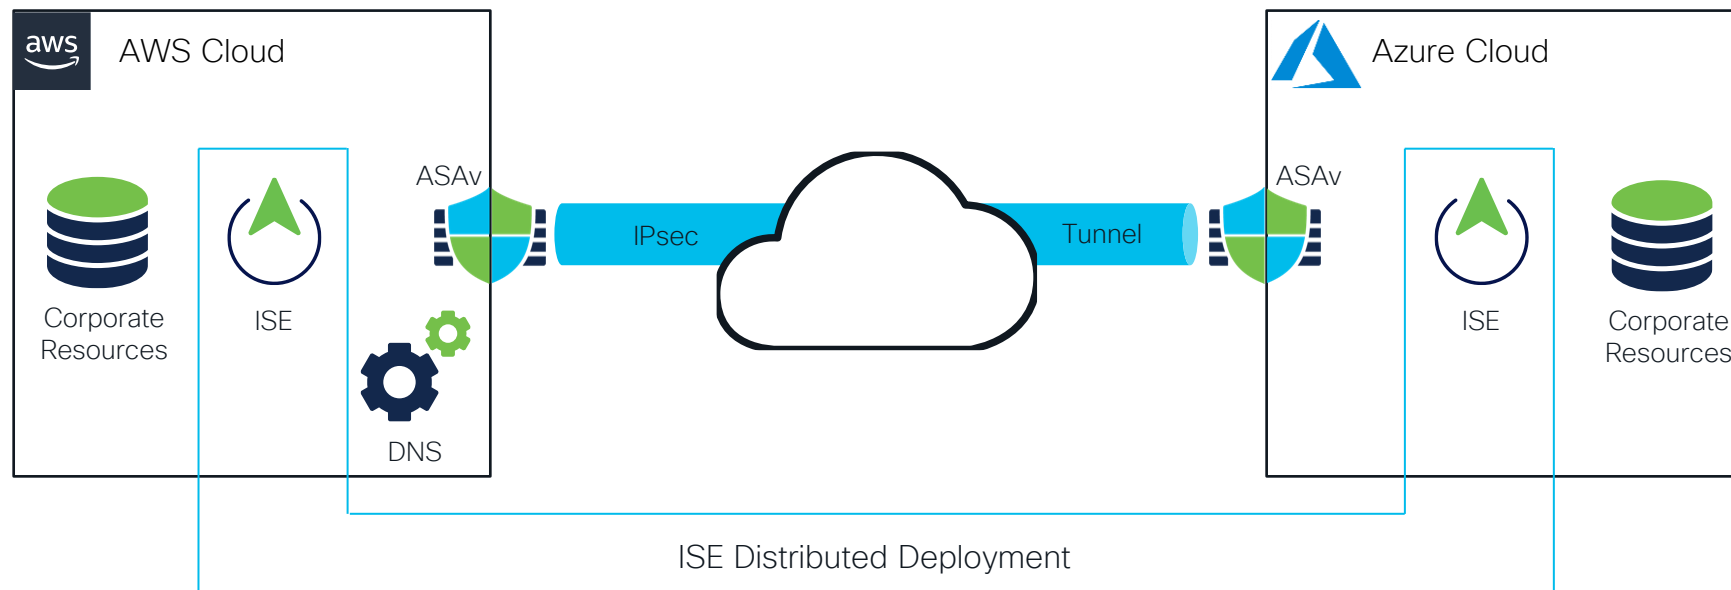 aws
AWS Cloud
Azure Cloud
ASAv
ASAv
IPsec
Tunnel
Corporate
Resources
ISE
ISE
Corporate
Resources
DNS
ISE Distributed Deployment